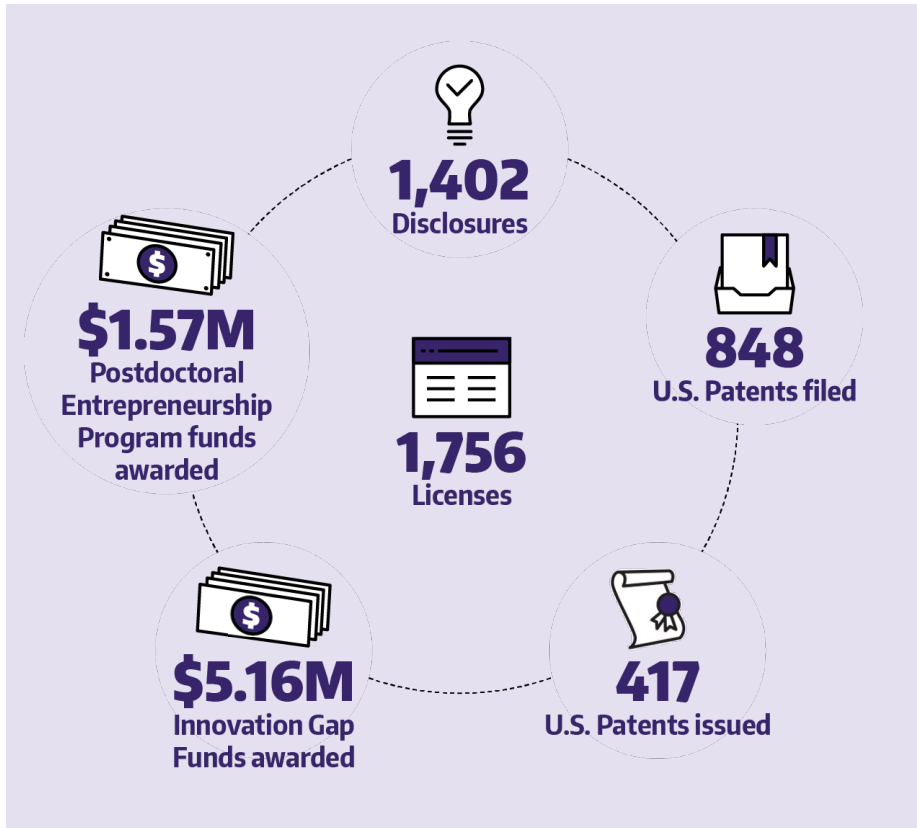 1,402
Disclosures
848
U.S. Patents filed
417
U.S. Patents issued
$5.16M
Innovation Gap
Funds awarded
$1.57M
Postdoctoral
Entrepreneurship
Program funds
awarded
1,756
Licenses